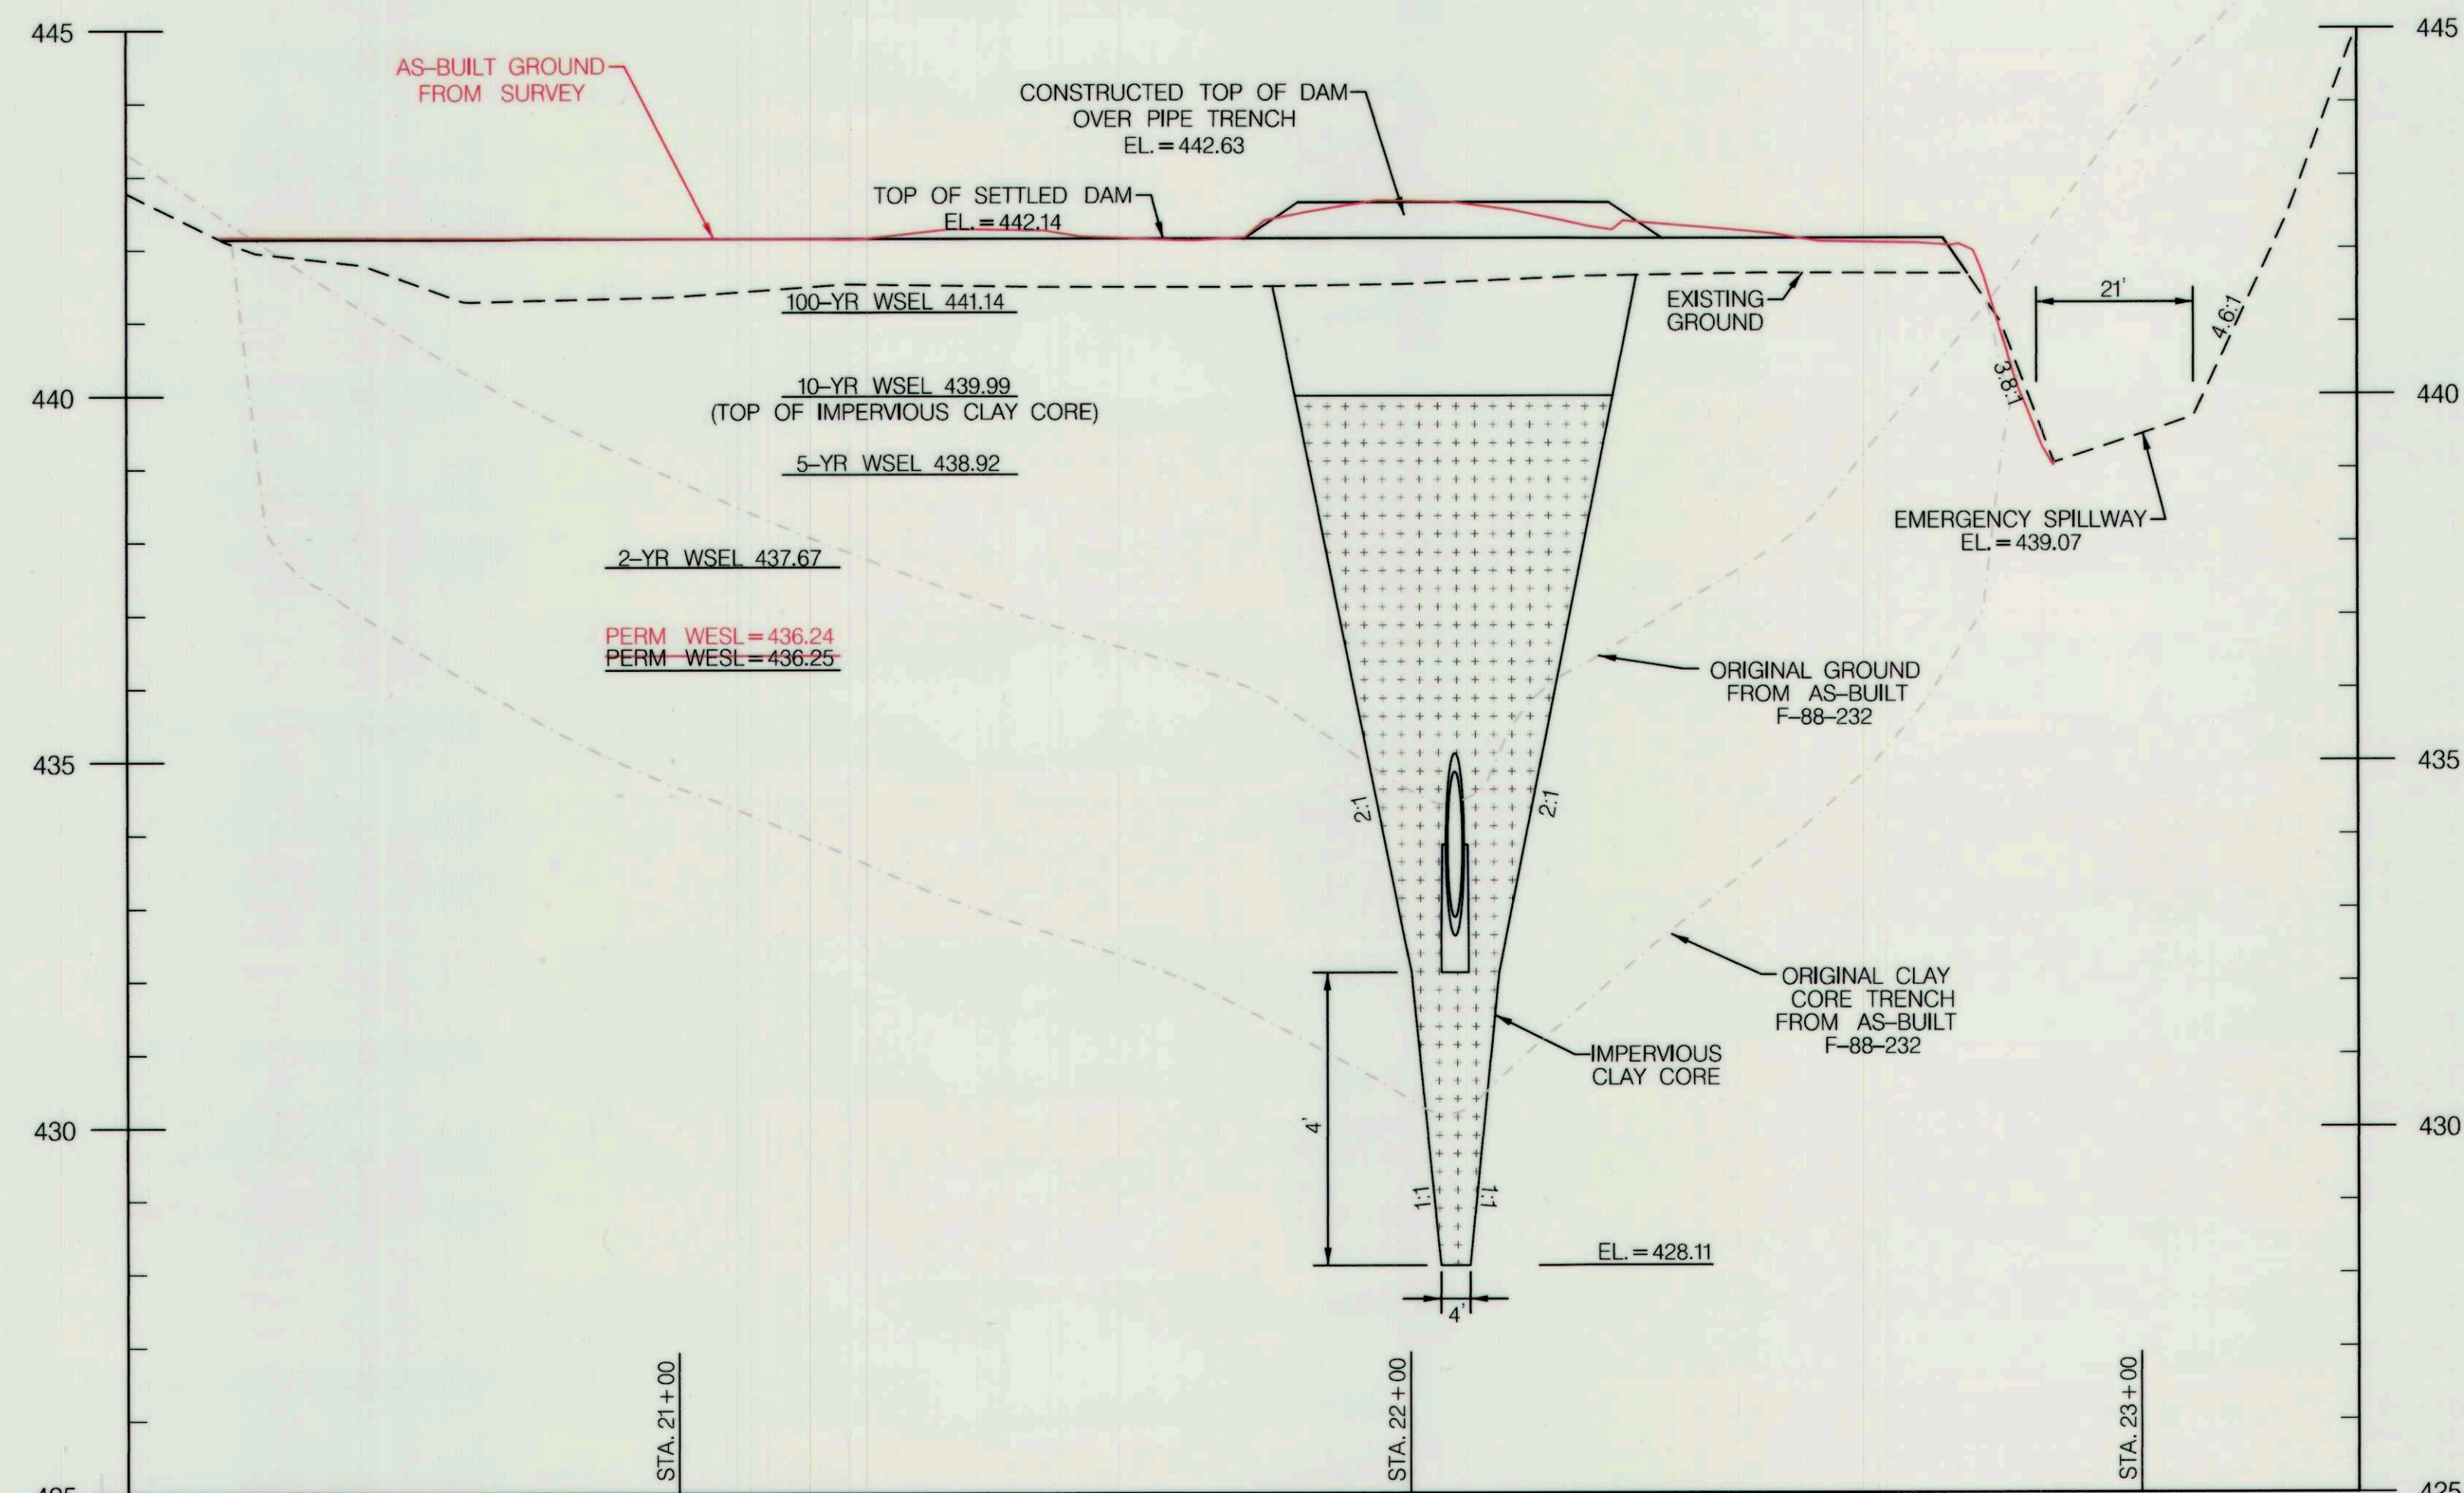 445
445
AS-BUILT GROUND
FROM SURVEY
CONSTRUCTED TOP OF DAM
OVER PIPE TRENCH
EL.=442.63
TOP OF SETTLED DAM
EL.=442.14
100-YR WSEL 441.14
EXISTING
GROUND
21'
4.6:1
440
10-YR WSEL 439.99
(TOP OF IMPERVIOUS CLAY CORE)
3.8:1
440
5-YR WSEL 438.92
EMERGENCY SPILLWAY
EL.=439.07
2-YR WSEL 437.67
PERM WESL=436.24
PERM WESL=436.25
ORIGINAL GROUND
FROM AS-BUILT
F-88-232
435
435
2:1
2:1
ORIGINAL CLAY
CORE TRENCH
FROM AS-BUILT
F-88-232
IMPERVIOUS
CLAY CORE
430
4'
430
1:1
1:1
EL.=428.11
4'
STA. 21+00
STA. 22+00
STA. 23+00
425